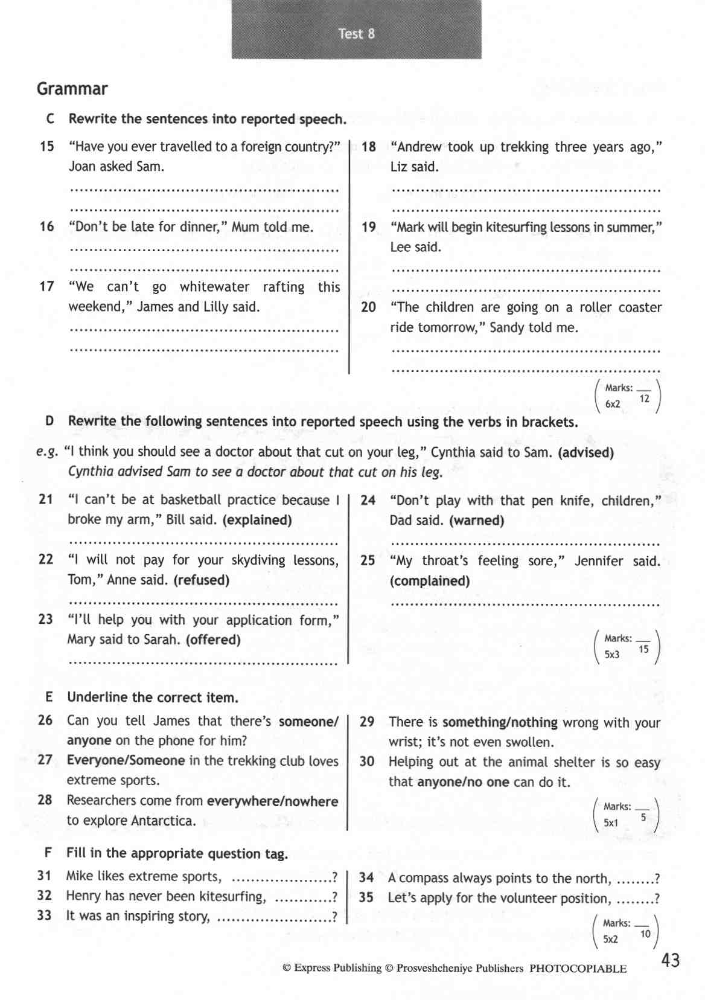 Test 8
Grammar
C Rewrite the sentences into reported speech.
15 “Have you ever travelled to a foreign country?”
Joan asked Sam.
........................................................
........................................................
16 “Don’t be late for dinner,” Mum told me.
........................................................
........................................................
17 “We can’t go whitewater rafting this
weekend,” James and Lilly said.
........................................................
........................................................
18 “Andrew took up trekking three years ago,”
Liz said.
........................................................
........................................................
19 “Mark will begin kitesurfing lessons in summer,”
Lee said.
........................................................
........................................................
20 “The children are going on a roller coaster
ride tomorrow,” Sandy told me.
........................................................
........................................................
Marks: __
6x2 12
D Rewrite the following sentences into reported speech using the verbs in brackets.
e.g. “I think you should see a doctor about that cut on your leg,” Cynthia said to Sam. (advised)
Cynthia advised Sam to see a doctor about that cut on his leg.
21 “I can’t be at basketball practice because I
broke my arm,” Bill said. (explained)
........................................................
22 “I will not pay for your skydiving lessons,
Tom,” Anne said. (refused)
........................................................
23 “I’ll help you with your application form,”
Mary said to Sarah. (offered)
........................................................
24 “Don’t play with that pen knife, children,”
Dad said. (warned)
........................................................
25 “My throat’s feeling sore,” Jennifer said.
(complained)
........................................................
Marks: __
5x3 15
E Underline the correct item.
26 Can you tell James that there’s someone/
anyone on the phone for him?
27 Everyone/Someone in the trekking club loves
extreme sports.
28 Researchers come from everywhere/nowhere
to explore Antarctica.
29 There is something/nothing wrong with your
wrist; it’s not even swollen.
30 Helping out at the animal shelter is so easy
that anyone/no one can do it.
Marks: __
5x1 5
F Fill in the appropriate question tag.
31 Mike likes extreme sports, .....................?
32 Henry has never been kitesurfing, ............?
33 It was an inspiring story, ........................?
34 A compass always points to the north, ........?
35 Let’s apply for the volunteer position, ........?
Marks: __
5x2 10
43
© Express Publishing © Prosveshcheniye Publishers PHOTOCOPIABLE